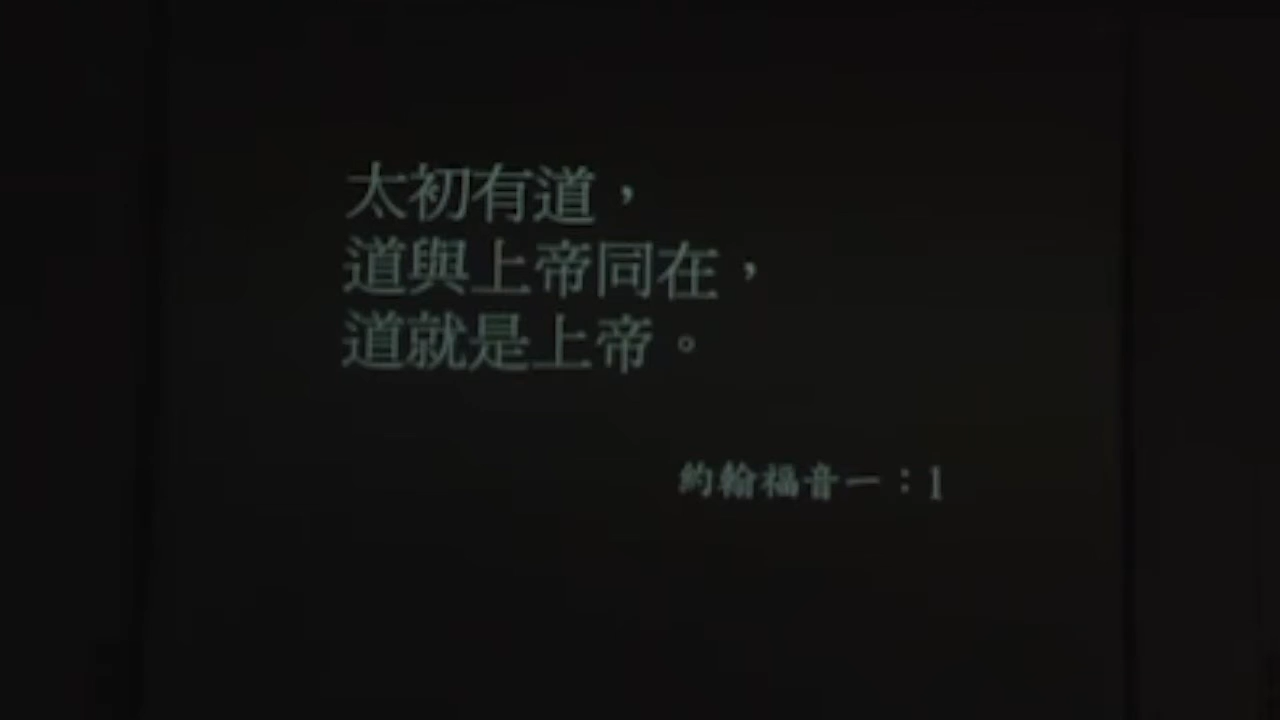 太初有道，
道與上帝同在，
道就是上帝。
約翰福音一：1